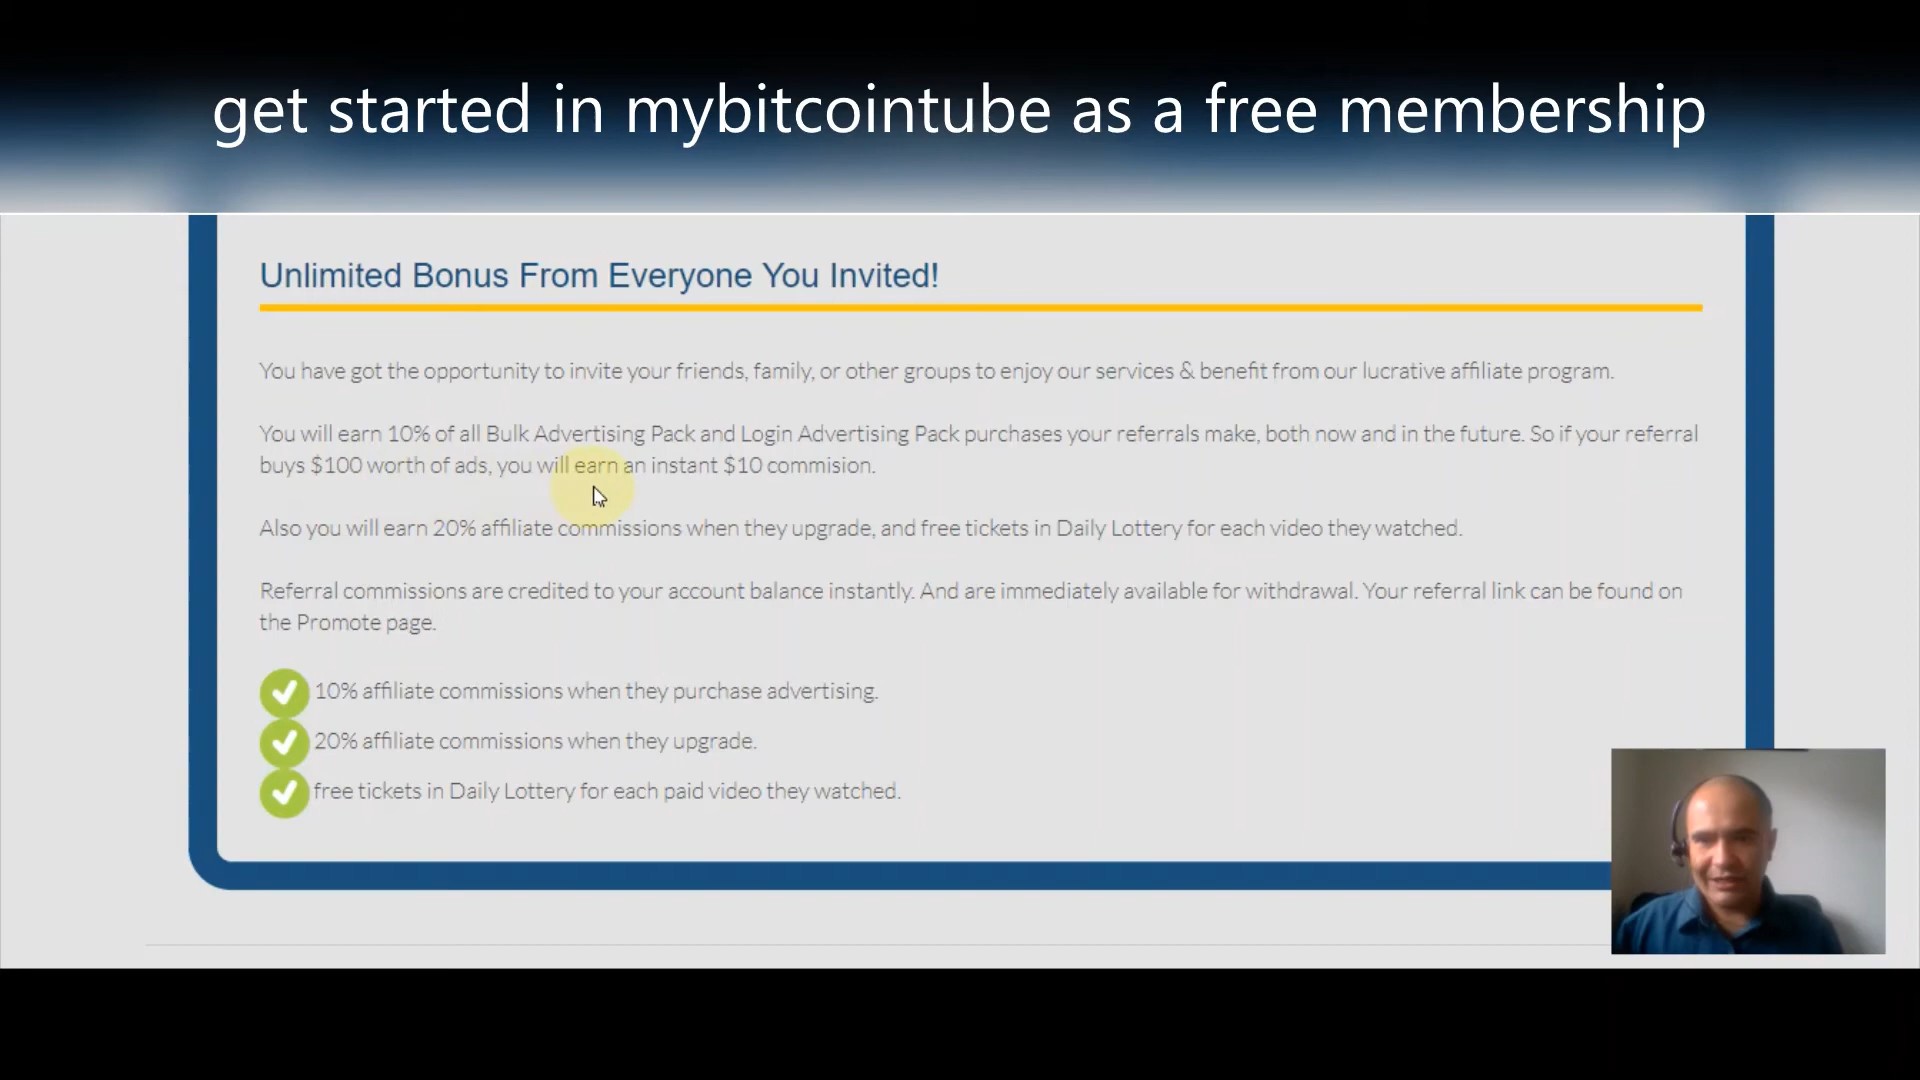 get started in mybitcointube as a free membership
Unlimited Bonus From Everyone You Invited!
You have got the opportunity to invite your friends, family, or other groups to enjoy our services & benefit from our lucrative affiliate program.
You will earn 10% of all Bulk Advertising Pack and Login Advertising Pack purchases your referrals make, both now and in the future. So if your referral
buys $100 worth of ads, you will earn an instant $10 commision.
Also you will earn 20% affiliate commissions when they upgrade, and free tickets in Daily Lottery for each video they watched.
Referral commissions are credited to your account balance instantly. And are immediately available for withdrawal. Your referral link can be found on
the Promote page.
10% affiliate commissions when they purchase advertising.
20% affiliate commissions when they upgrade.
free tickets in Daily Lottery for each paid video they watched.